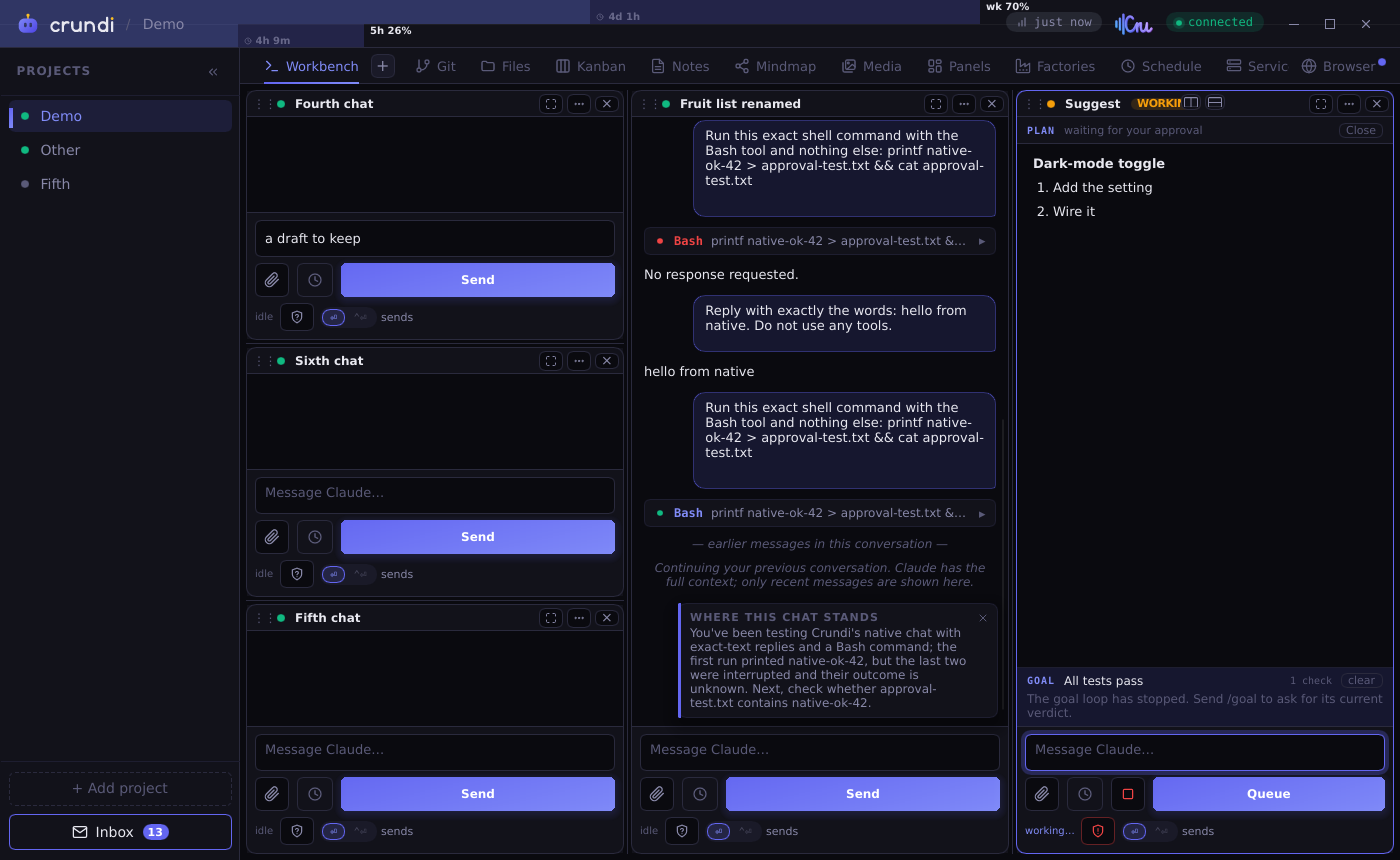 crundi / Demo
4d 1h
wk 70%
just now
Cru
connected
4h 9m
5h 26%
PROJECTS
«
Demo
Other
Fifth
+ Add project
Inbox 13
Workbench
+
Git
Files
Kanban
Notes
Mindmap
Media
Panels
Factories
Schedule
Servic
Browser
Fourth chat
a draft to keep
Send
idle
sends
Sixth chat
Message Claude...
Send
idle
sends
Fifth chat
Message Claude...
Send
idle
sends
Fruit list renamed
Run this exact shell command with the
Bash tool and nothing else: printf native-
ok-42 > approval-test.txt && cat approval-
test.txt
Bash printf native-ok-42 > approval-test.txt &...
No response requested.
Reply with exactly the words: hello from
native. Do not use any tools.
hello from native
Run this exact shell command with the
Bash tool and nothing else: printf native-
ok-42 > approval-test.txt && cat approval-
test.txt
Bash printf native-ok-42 > approval-test.txt &...
— earlier messages in this conversation —
Continuing your previous conversation. Claude has the
full context; only recent messages are shown here.
WHERE THIS CHAT STANDS
You've been testing Crundi's native chat with
exact-text replies and a Bash command; the
first run printed native-ok-42, but the last two
were interrupted and their outcome is
unknown. Next, check whether approval-
test.txt contains native-ok-42.
Message Claude...
Send
idle
sends
Suggest WORKIN
PLAN waiting for your approval Close
Dark-mode toggle
1. Add the setting
2. Wire it
GOAL All tests pass 1 check clear
The goal loop has stopped. Send /goal to ask for its current
verdict.
Message Claude...
Queue
working...
sends